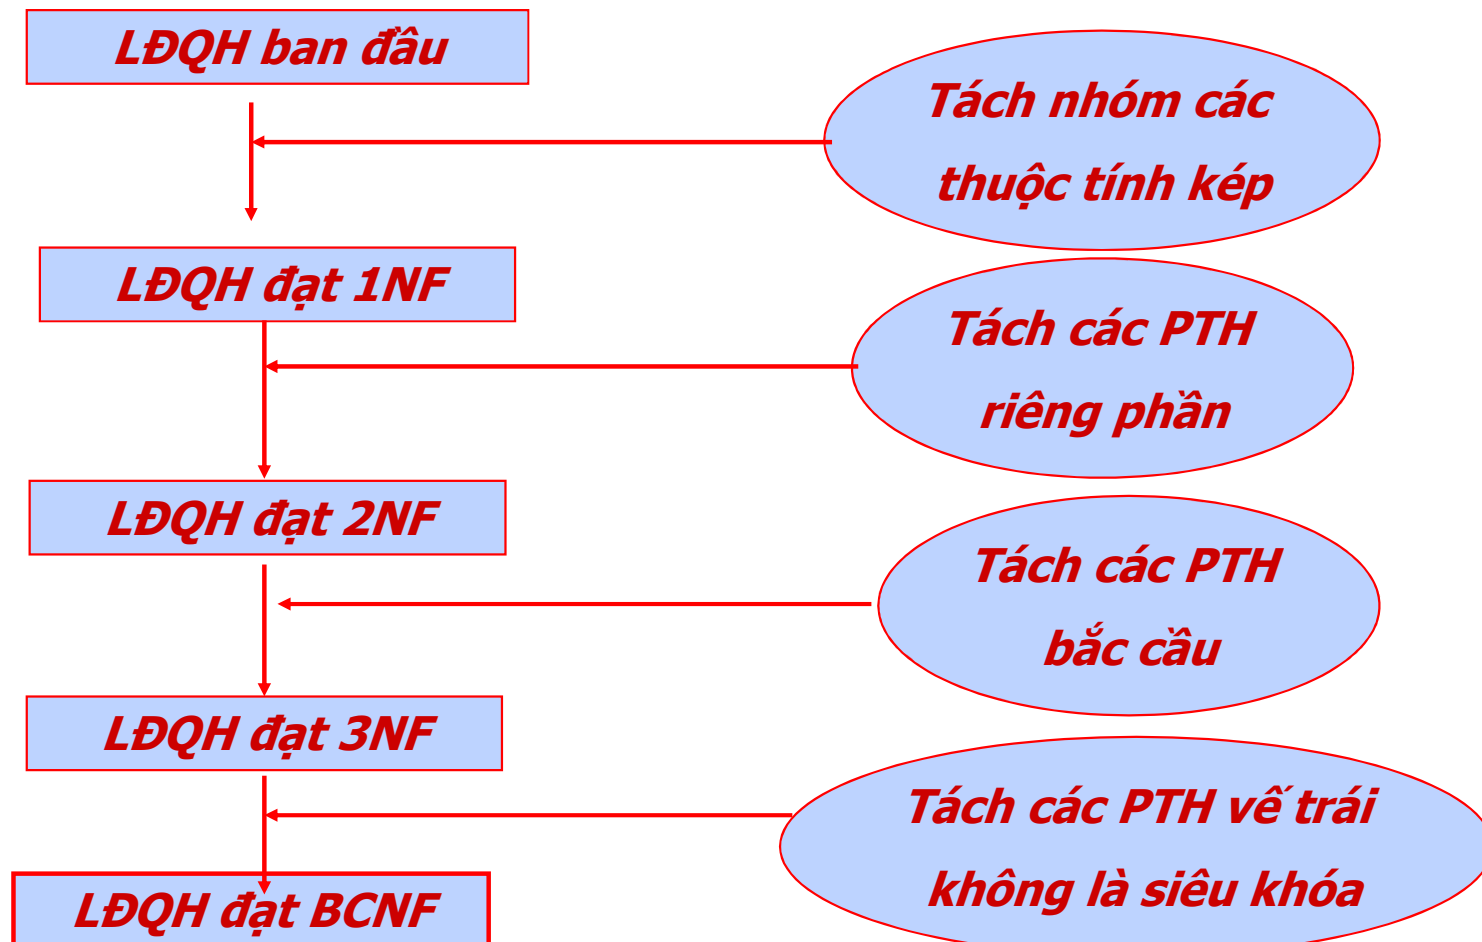 LĐQH ban đầu
Tách nhóm các
thuộc tính kép
LĐQH đạt 1NF
Tách các PTH
riêng phần
LĐQH đạt 2NF
Tách các PTH
bắc cầu
LĐQH đạt 3NF
Tách các PTH vế trái
không là siêu khóa
LĐQH đạt BCNF